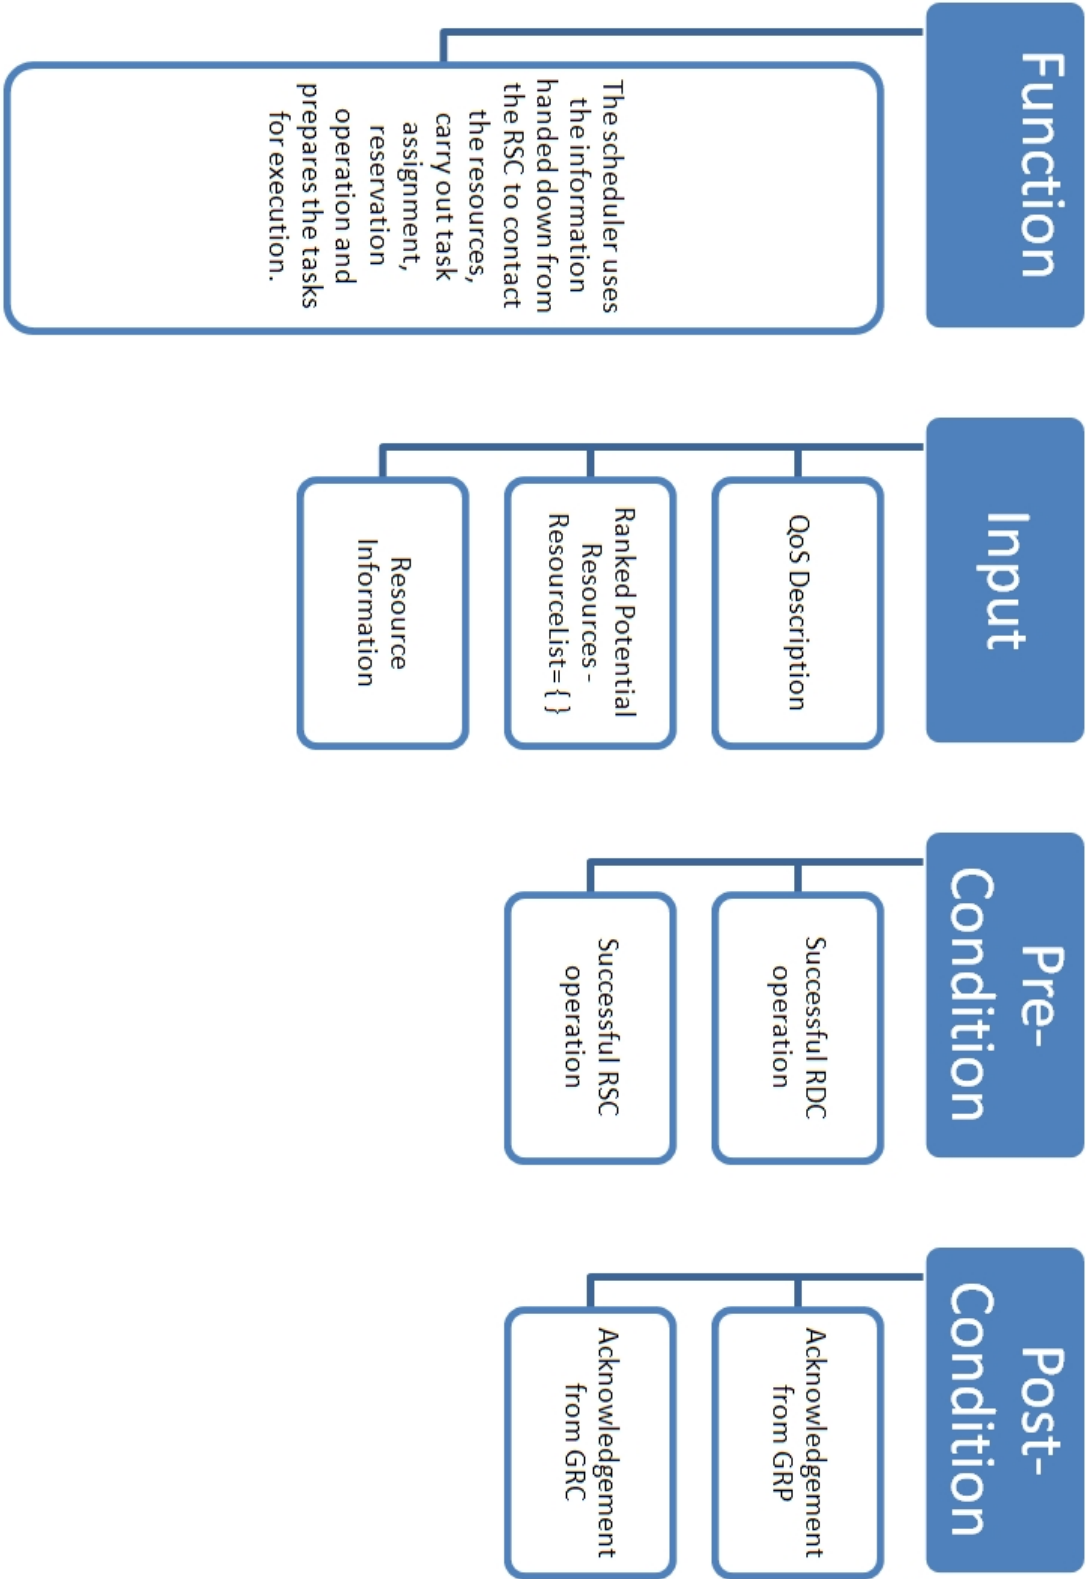 Function
The scheduler uses
the information
handed down from
the RSC to contact
the resources,
carry out task
assignment,
reservation
operation and
prepares the tasks
for execution.
Input
QoS Description
Ranked Potential
Resources -
ResourceList={ }
Resource
Information
Pre-
Condition
Successful RDC
operation
Successful RSC
operation
Post-
Condition
Acknowledgement
from GRP
Acknowledgement
from GRC